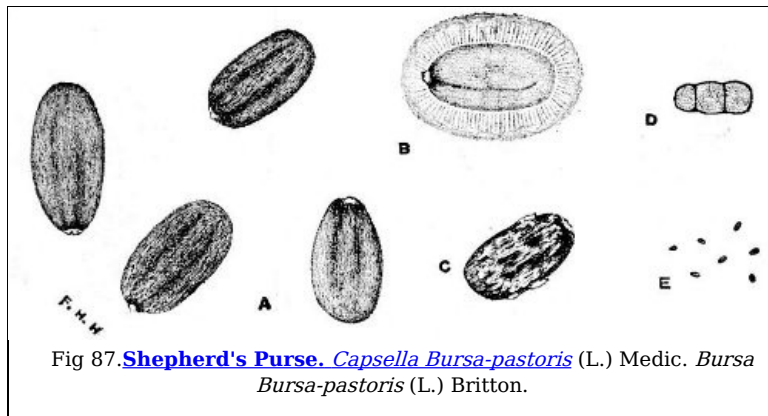 B
D
C
A
E
F. H. H
Fig 87.Shepherd's Purse. Capsella Bursa-pastoris (L.) Medic. Bursa
Bursa-pastoris (L.) Britton.